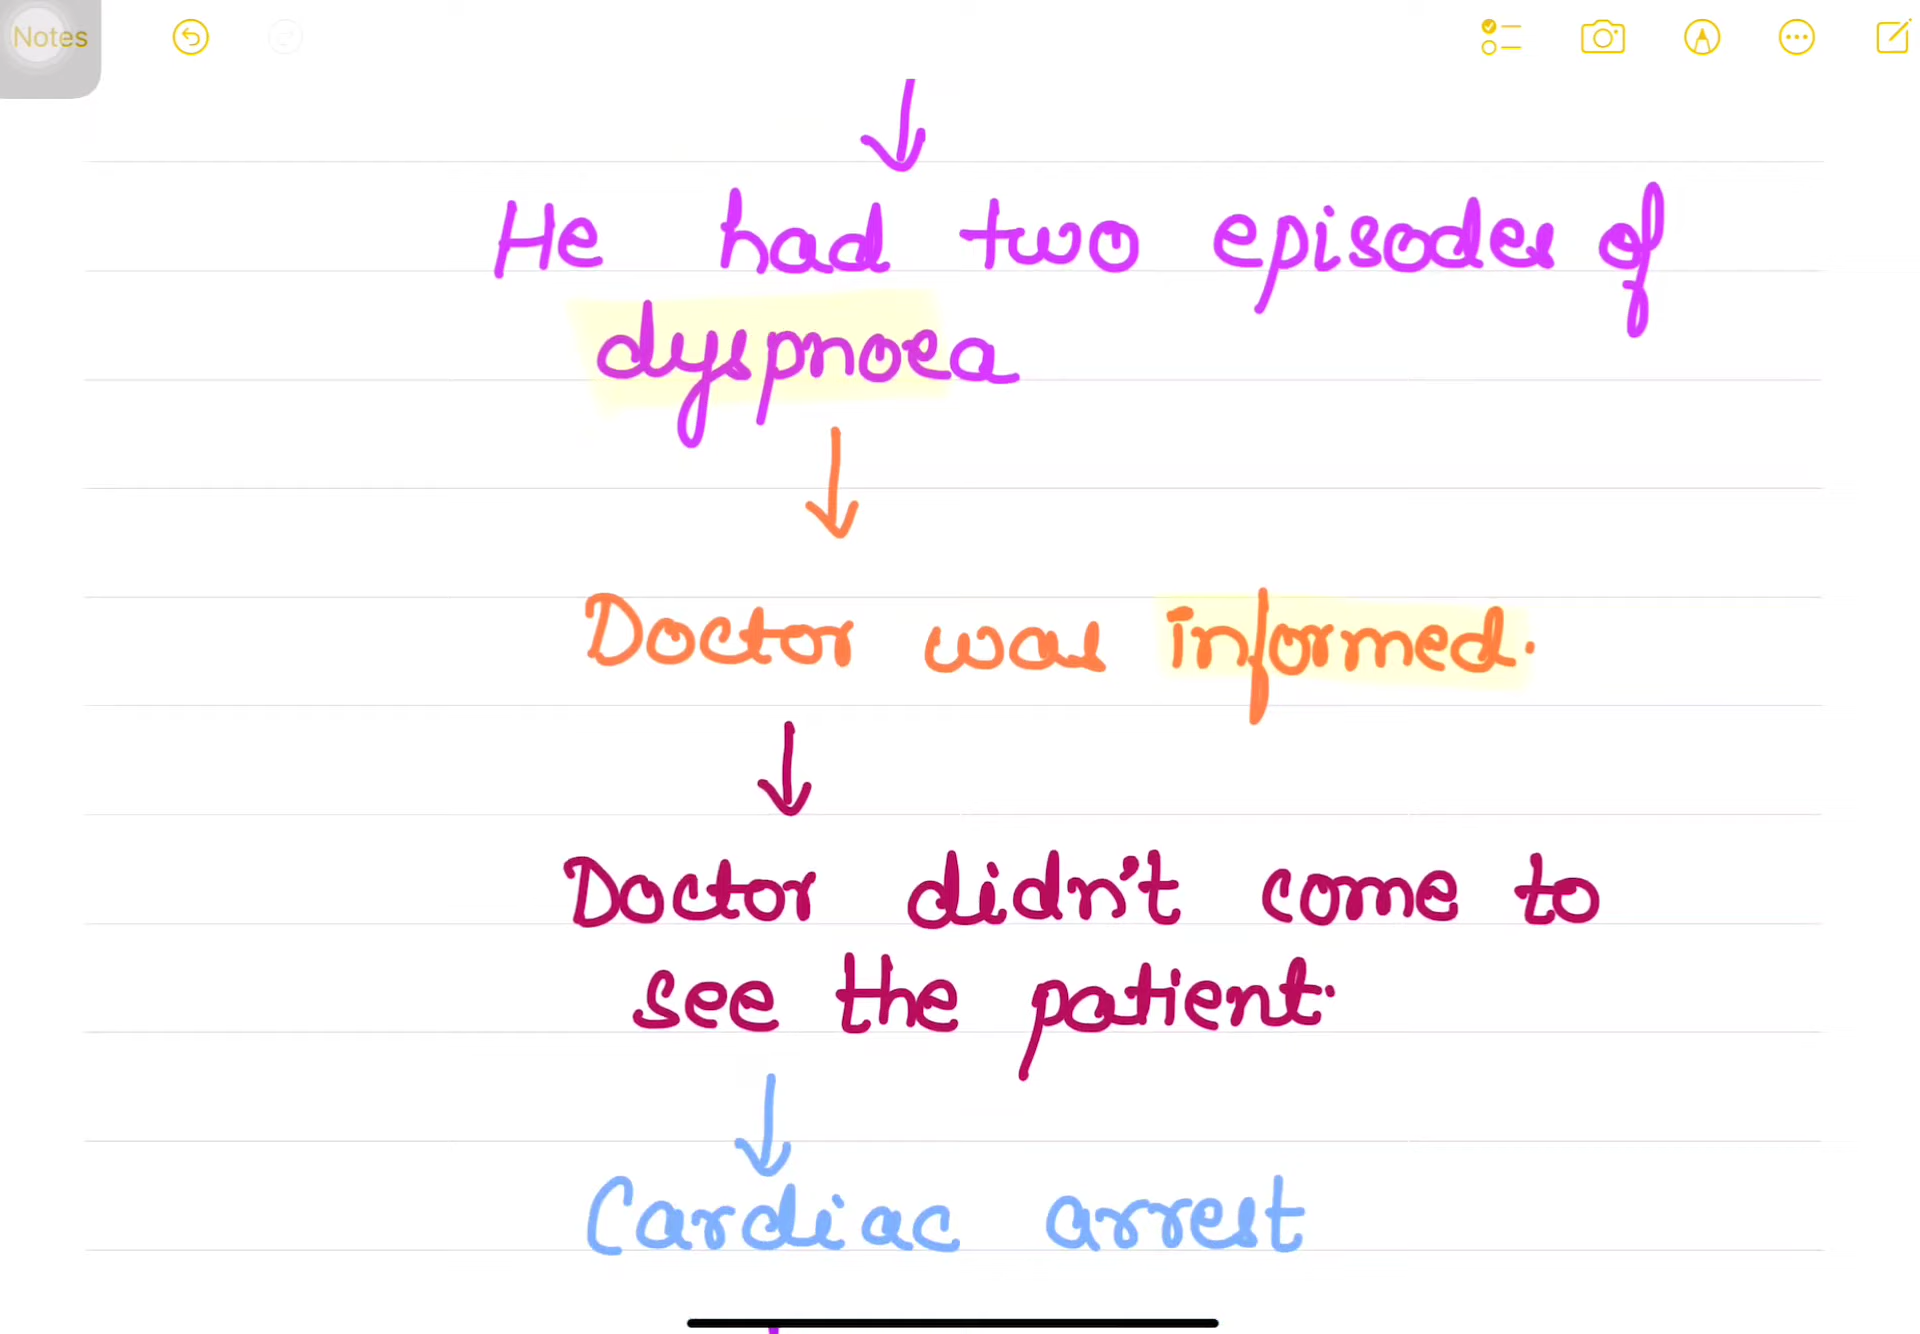 Notes
He had two episodes of
dyspnoea
Doctor was informed.
Doctor didn't come to
see the patient.
Cardiac arrest